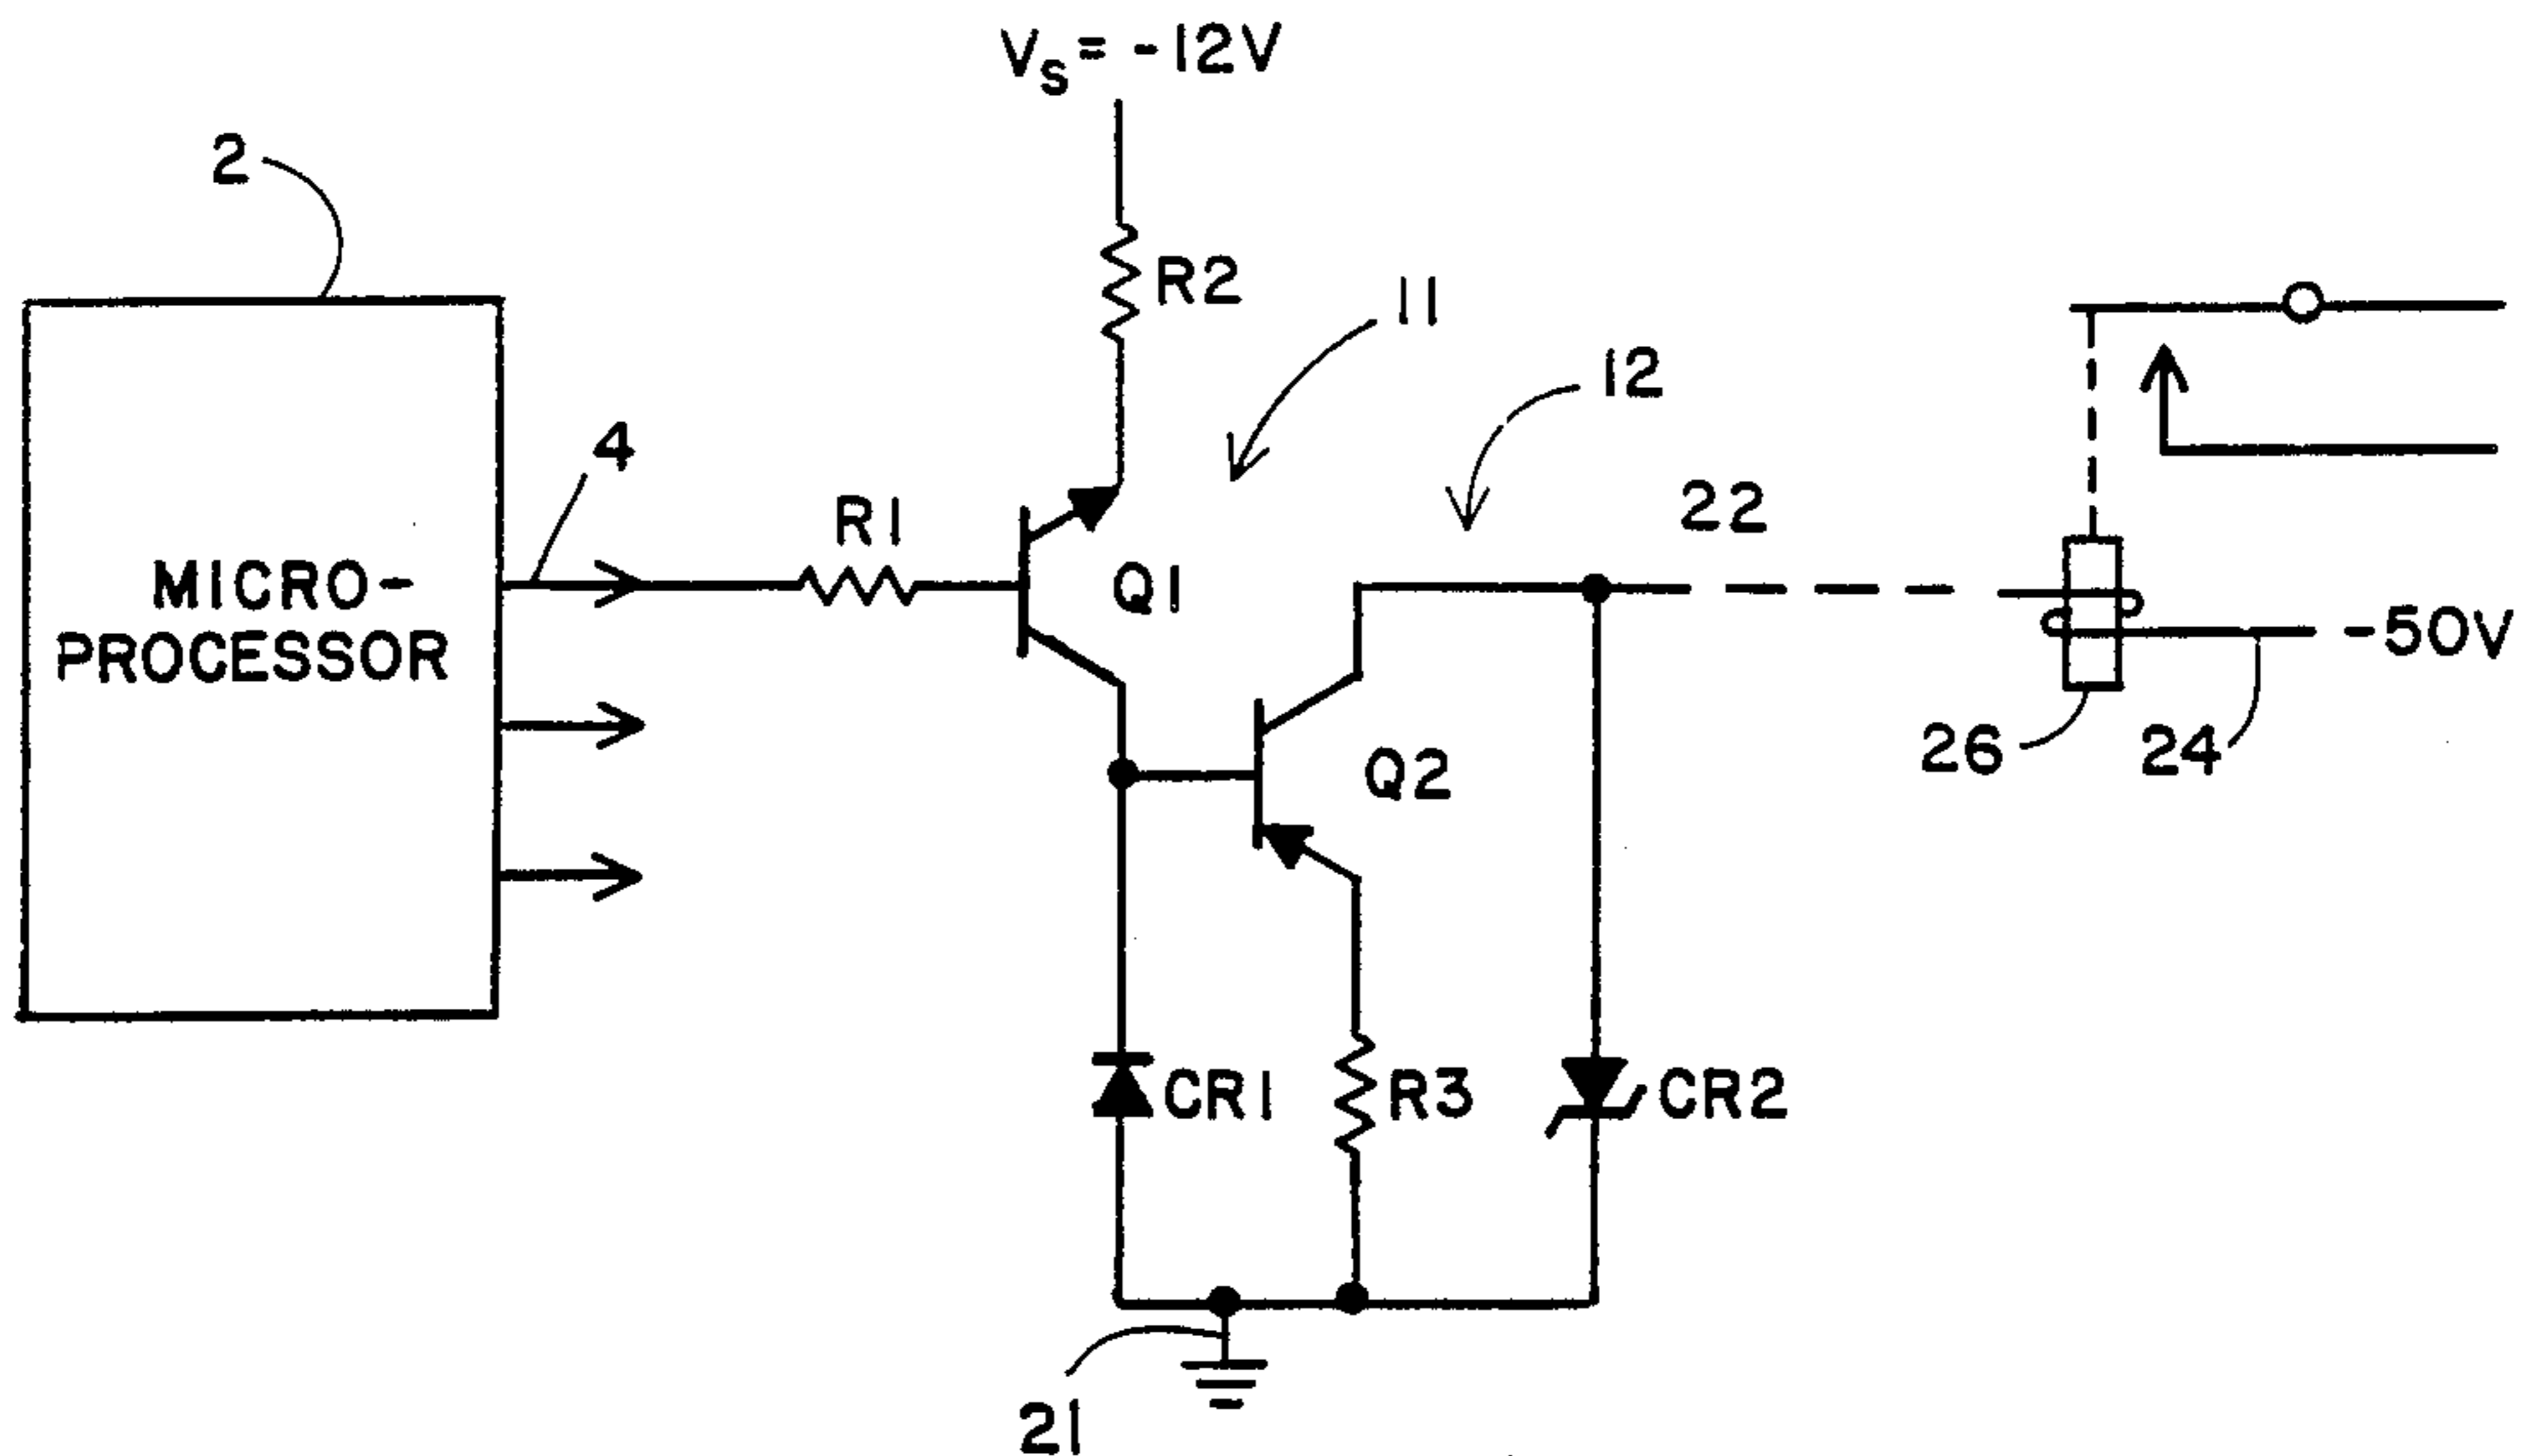 Vs = -12V
2
R2
11
12
4
R1
22
Q1
MICRO-
PROCESSOR
-50V
Q2
26
24
CR1
R3
CR2
21